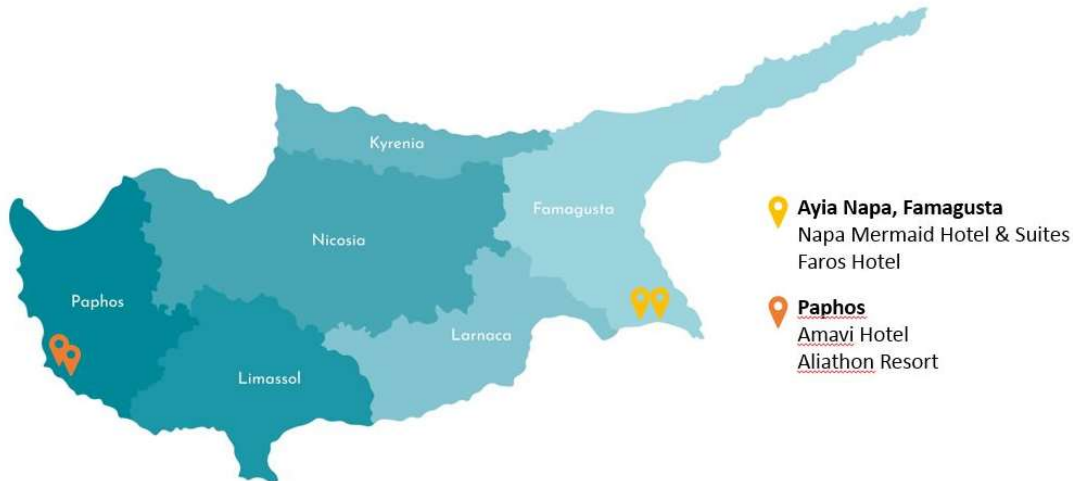 Kyrenia
Famagusta
Nicosia
Paphos
Larnaca
Limassol
Ayia Napa, Famagusta
Napa Mermaid Hotel & Suites
Faros Hotel
Paphos
Amavi Hotel
Aliathon Resort